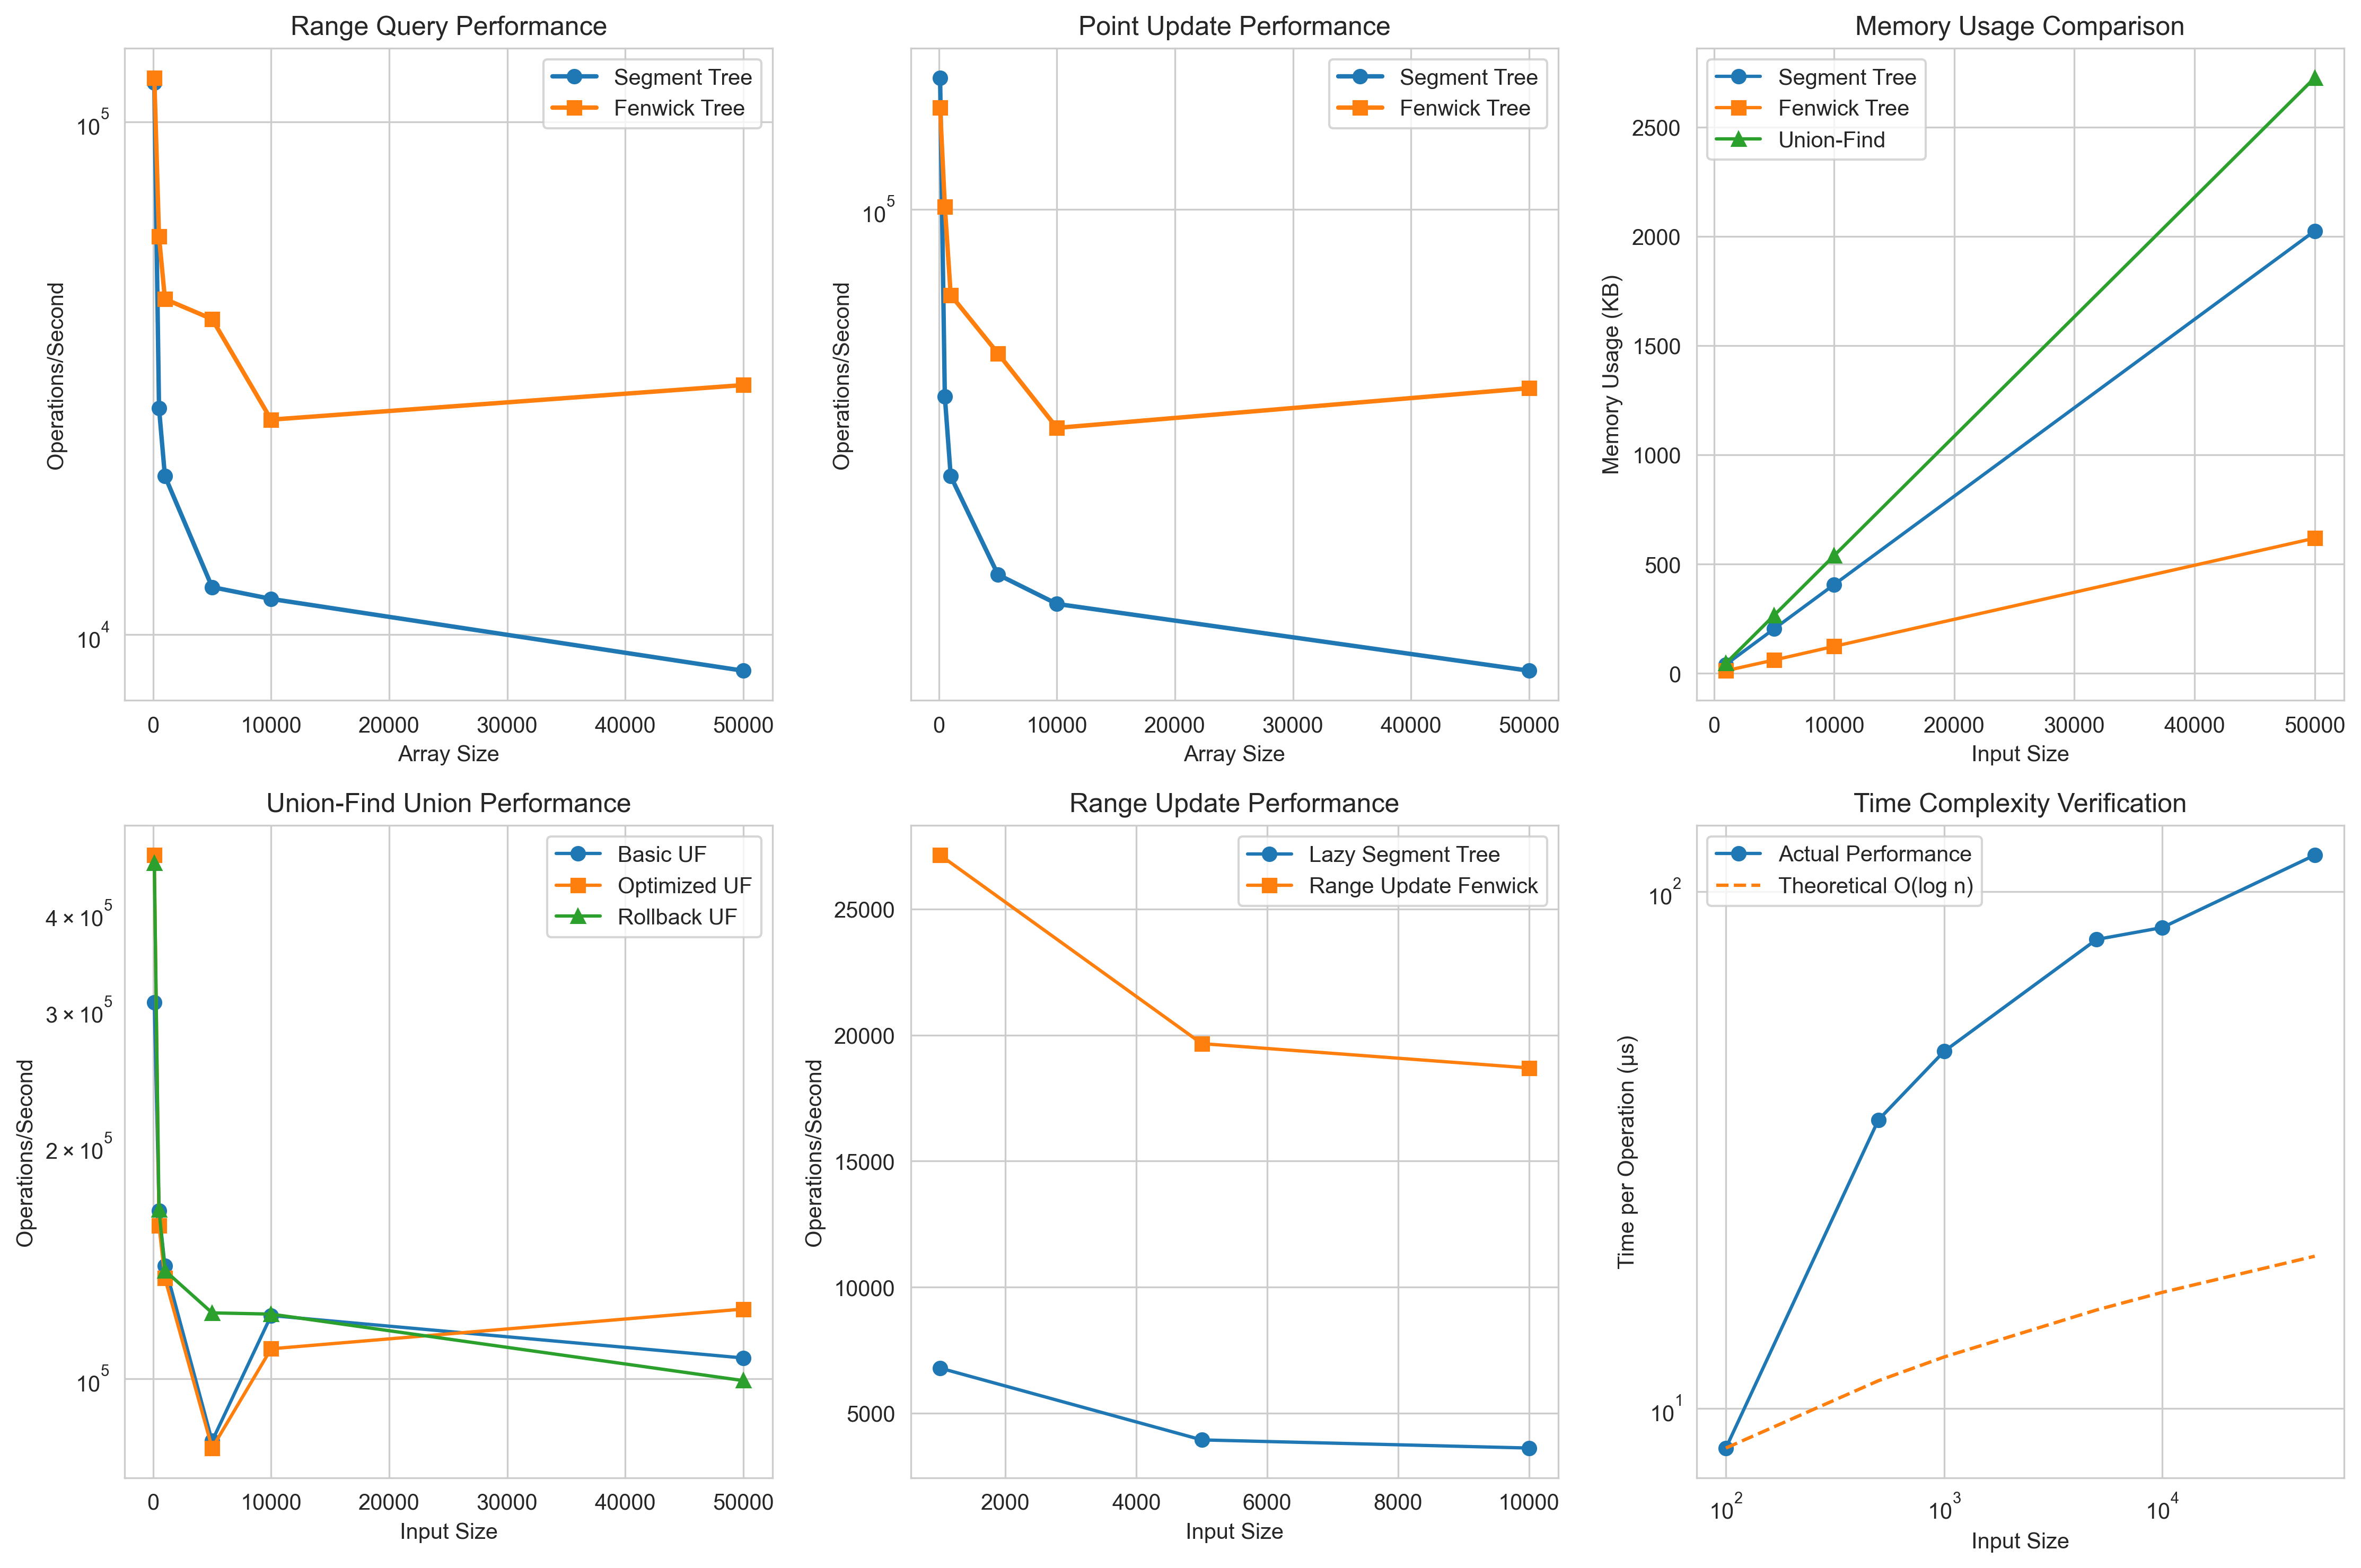 Range Query Performance
Segment Tree
Fenwick Tree
10^5
10^4
Operations/Second
0 10000 20000 30000 40000 50000
Array Size
Point Update Performance
Segment Tree
Fenwick Tree
10^5
Operations/Second
0 10000 20000 30000 40000 50000
Array Size
Memory Usage Comparison
Segment Tree
Fenwick Tree
Union-Find
2500
2000
1500
1000
500
0
Memory Usage (KB)
0 10000 20000 30000 40000 50000
Input Size
Union-Find Union Performance
Basic UF
Optimized UF
Rollback UF
4 × 10^5
3 × 10^5
2 × 10^5
10^5
Operations/Second
0 10000 20000 30000 40000 50000
Input Size
Range Update Performance
Lazy Segment Tree
Range Update Fenwick
25000
20000
15000
10000
5000
Operations/Second
2000 4000 6000 8000 10000
Input Size
Time Complexity Verification
Actual Performance
Theoretical O(log n)
10^2
10^1
Time per Operation (μs)
10^2 10^3 10^4
Input Size